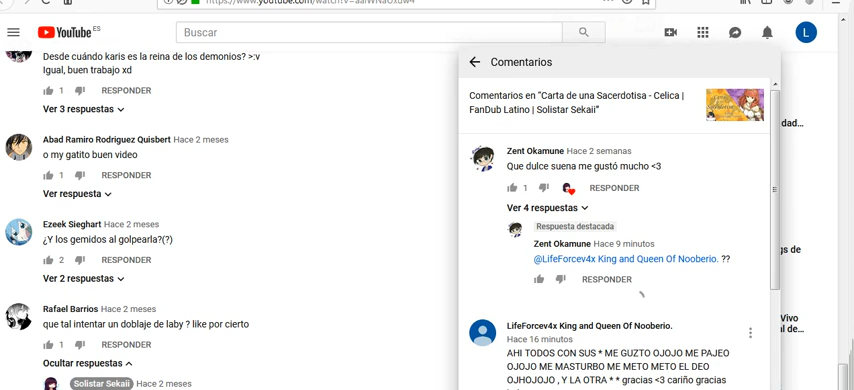 YouTube ES
Buscar
L
Desde cuándo karis es la reina de los demonios? >:v
Igual, buen trabajo xd
1 RESPONDER
Ver 3 respuestas
Abad Ramiro Rodriguez Quisbert Hace 2 meses
o my gatito buen video
1 RESPONDER
Ver respuesta
Ezeek Sieghart Hace 2 meses
¿Y los gemidos al golpearla?(?)
2 RESPONDER
Ver 2 respuestas
Rafael Barrios Hace 2 meses
que tal intentar un doblaje de laby ? like por cierto
1 RESPONDER
Ocultar respuestas
Solistar Sekaii Hace 2 meses
Comentarios
Comentarios en "Carta de una Sacerdotisa - Celica |
FanDub Latino | Solistar Sekaii"
Zent Okamune Hace 2 semanas
Que dulce suena me gustó mucho <3
1 RESPONDER
Ver 4 respuestas
Respuesta destacada
Zent Okamune Hace 9 minutos
@LifeForcev4x King and Queen Of Nooberio. ??
RESPONDER
LifeForcev4x King and Queen Of Nooberio.
Hace 16 minutos
AHI TODOS CON SUS * ME GUZTO OJOJO ME PAJEO
OJOJO ME MASTURBO ME METO METO EL DEO
OJHOJOJO , Y LA OTRA * * gracias <3 cariño gracias
dad...
gs de
Vivo
al de...